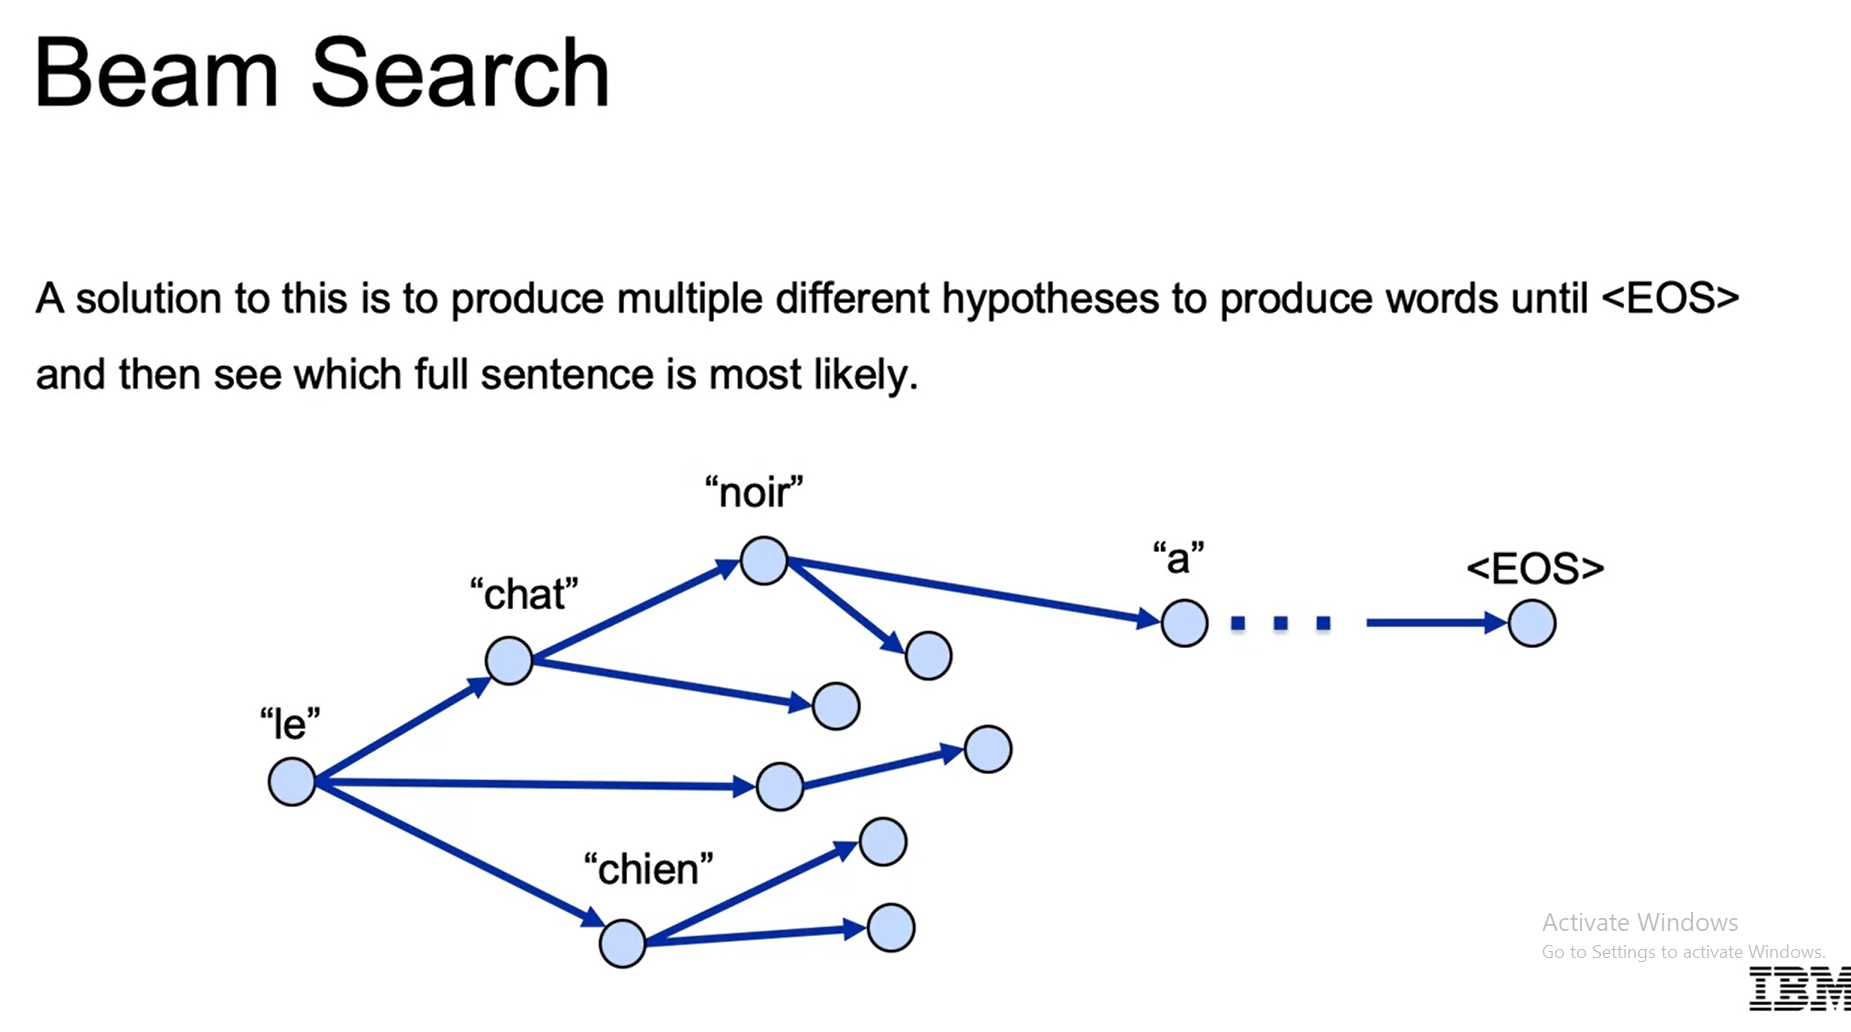 Beam Search
A solution to this is to produce multiple different hypotheses to produce words until <EOS>
and then see which full sentence is most likely.
“noir”
“a”
<EOS>
“chat”
“le”
“chien”
Activate Windows
Go to Settings to activate Windows.
IBM